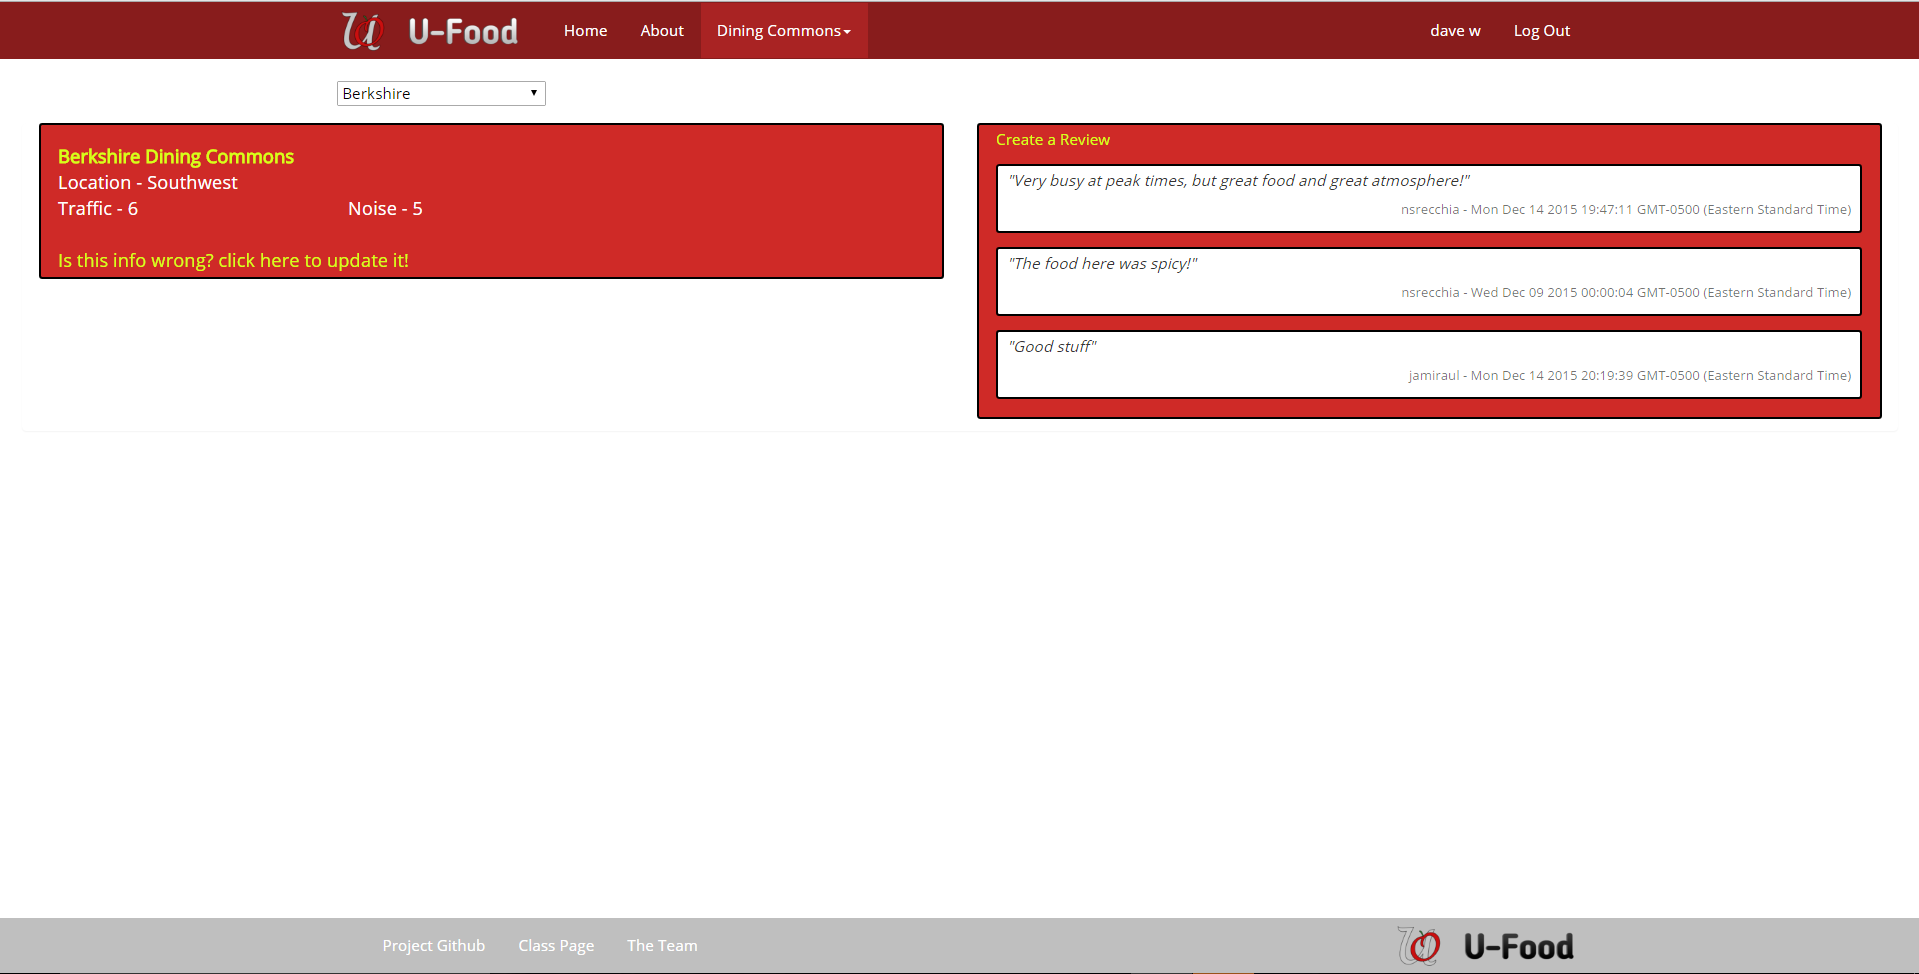 U-Food Home About Dining Commons dave w Log Out
Berkshire
Berkshire Dining Commons
Location - Southwest
Traffic - 6 Noise - 5
Is this info wrong? click here to update it!
Create a Review
"Very busy at peak times, but great food and great atmosphere!"
nsrecchia - Mon Dec 14 2015 19:47:11 GMT-0500 (Eastern Standard Time)
"The food here was spicy!"
nsrecchia - Wed Dec 09 2015 00:00:04 GMT-0500 (Eastern Standard Time)
"Good stuff"
jamiraul - Mon Dec 14 2015 20:19:39 GMT-0500 (Eastern Standard Time)
Project Github Class Page The Team U-Food